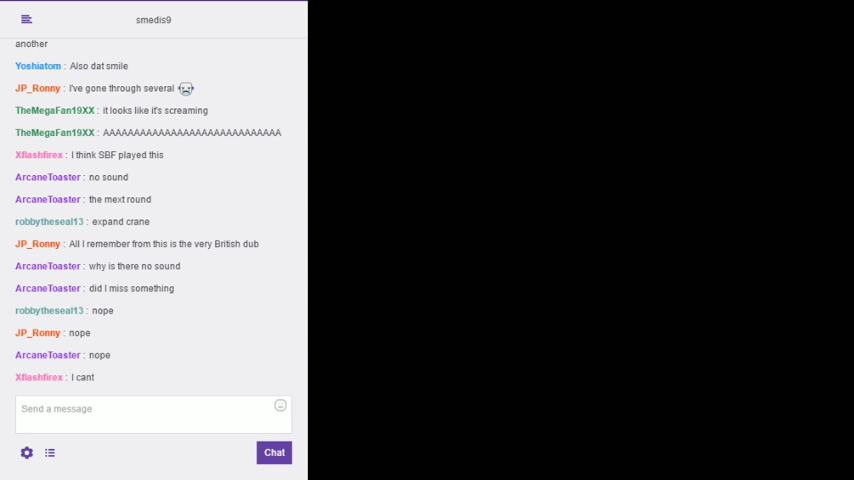 smedis9
another
Yoshiatom : Also dat smile
JP_Ronny : I've gone through several
TheMegaFan19XX : it looks like it's screaming
TheMegaFan19XX : AAAAAAAAAAAAAAAAAAAAAAAAAAAAA
Xflashfirex : I think SBF played this
ArcaneToaster : no sound
ArcaneToaster : the mext round
robbytheseal13 : expand crane
JP_Ronny : All I remember from this is the very British dub
ArcaneToaster : why is there no sound
ArcaneToaster : did I miss something
robbytheseal13 : nope
JP_Ronny : nope
ArcaneToaster : nope
Xflashfirex : I cant
Send a message
Chat